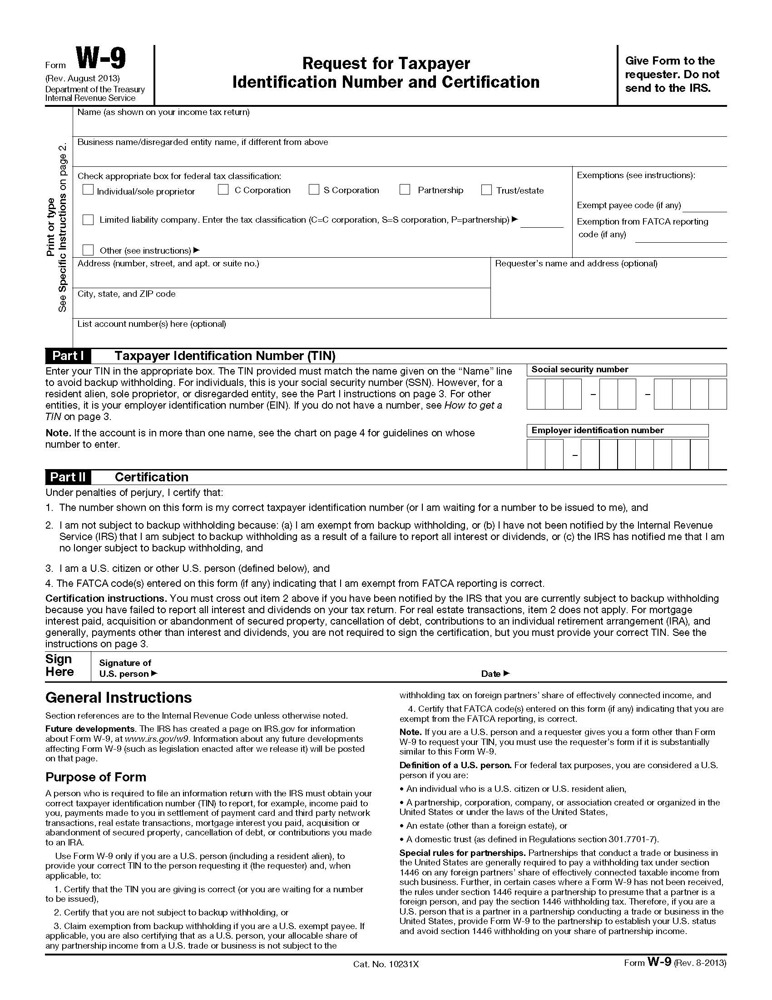 Form W-9
(Rev. August 2013)
Department of the Treasury
Internal Revenue Service
Request for Taxpayer
Identification Number and Certification
Give Form to the
requester. Do not
send to the IRS.
Print or type
See Specific Instructions on page 2.
Name (as shown on your income tax return)
Business name/disregarded entity name, if different from above
Check appropriate box for federal tax classification:
Individual/sole proprietor C Corporation S Corporation Partnership Trust/estate
Limited liability company. Enter the tax classification (C=C corporation, S=S corporation, P=partnership) ▶
Other (see instructions) ▶
Exemptions (see instructions):
Exempt payee code (if any)
Exemption from FATCA reporting
code (if any)
Address (number, street, and apt. or suite no.)
City, state, and ZIP code
Requester’s name and address (optional)
List account number(s) here (optional)
Part I Taxpayer Identification Number (TIN)
Enter your TIN in the appropriate box. The TIN provided must match the name given on the “Name” line
to avoid backup withholding. For individuals, this is your social security number (SSN). However, for a
resident alien, sole proprietor, or disregarded entity, see the Part I instructions on page 3. For other
entities, it is your employer identification number (EIN). If you do not have a number, see How to get a
TIN on page 3.
Note. If the account is in more than one name, see the chart on page 4 for guidelines on whose
number to enter.
Social security number
– –
Employer identification number
–
Part II Certification
Under penalties of perjury, I certify that:
1. The number shown on this form is my correct taxpayer identification number (or I am waiting for a number to be issued to me), and
2. I am not subject to backup withholding because: (a) I am exempt from backup withholding, or (b) I have not been notified by the Internal Revenue
Service (IRS) that I am subject to backup withholding as a result of a failure to report all interest or dividends, or (c) the IRS has notified me that I am
no longer subject to backup withholding, and
3. I am a U.S. citizen or other U.S. person (defined below), and
4. The FATCA code(s) entered on this form (if any) indicating that I am exempt from FATCA reporting is correct.
Certification instructions. You must cross out item 2 above if you have been notified by the IRS that you are currently subject to backup withholding
because you have failed to report all interest and dividends on your tax return. For real estate transactions, item 2 does not apply. For mortgage
interest paid, acquisition or abandonment of secured property, cancellation of debt, contributions to an individual retirement arrangement (IRA), and
generally, payments other than interest and dividends, you are not required to sign the certification, but you must provide your correct TIN. See the
instructions on page 3.
Sign
Here
Signature of
U.S. person ▶
Date ▶
General Instructions
Section references are to the Internal Revenue Code unless otherwise noted.
Future developments. The IRS has created a page on IRS.gov for information
about Form W-9, at www.irs.gov/w9. Information about any future developments
affecting Form W-9 (such as legislation enacted after we release it) will be posted
on that page.
Purpose of Form
A person who is required to file an information return with the IRS must obtain your
correct taxpayer identification number (TIN) to report, for example, income paid to
you, payments made to you in settlement of payment card and third party network
transactions, real estate transactions, mortgage interest you paid, acquisition or
abandonment of secured property, cancellation of debt, or contributions you made
to an IRA.
Use Form W-9 only if you are a U.S. person (including a resident alien), to
provide your correct TIN to the person requesting it (the requester) and, when
applicable, to:
1. Certify that the TIN you are giving is correct (or you are waiting for a number
to be issued),
2. Certify that you are not subject to backup withholding, or
3. Claim exemption from backup withholding if you are a U.S. exempt payee. If
applicable, you are also certifying that as a U.S. person, your allocable share of
any partnership income from a U.S. trade or business is not subject to the
withholding tax on foreign partners’ share of effectively connected income, and
4. Certify that FATCA code(s) entered on this form (if any) indicating that you are
exempt from the FATCA reporting, is correct.
Note. If you are a U.S. person and a requester gives you a form other than Form
W-9 to request your TIN, you must use the requester’s form if it is substantially
similar to this Form W-9.
Definition of a U.S. person. For federal tax purposes, you are considered a U.S.
person if you are:
• An individual who is a U.S. citizen or U.S. resident alien,
• A partnership, corporation, company, or association created or organized in the
United States or under the laws of the United States,
• An estate (other than a foreign estate), or
• A domestic trust (as defined in Regulations section 301.7701-7).
Special rules for partnerships. Partnerships that conduct a trade or business in
the United States are generally required to pay a withholding tax under section
1446 on any foreign partners’ share of effectively connected taxable income from
such business. Further, in certain cases where a Form W-9 has not been received,
the rules under section 1446 require a partnership to presume that a partner is a
foreign person, and pay the section 1446 withholding tax. Therefore, if you are a
U.S. person that is a partner in a partnership conducting a trade or business in the
United States, provide Form W-9 to the partnership to establish your U.S. status
and avoid section 1446 withholding on your share of partnership income.
Cat. No. 10231X
Form W-9 (Rev. 8-2013)